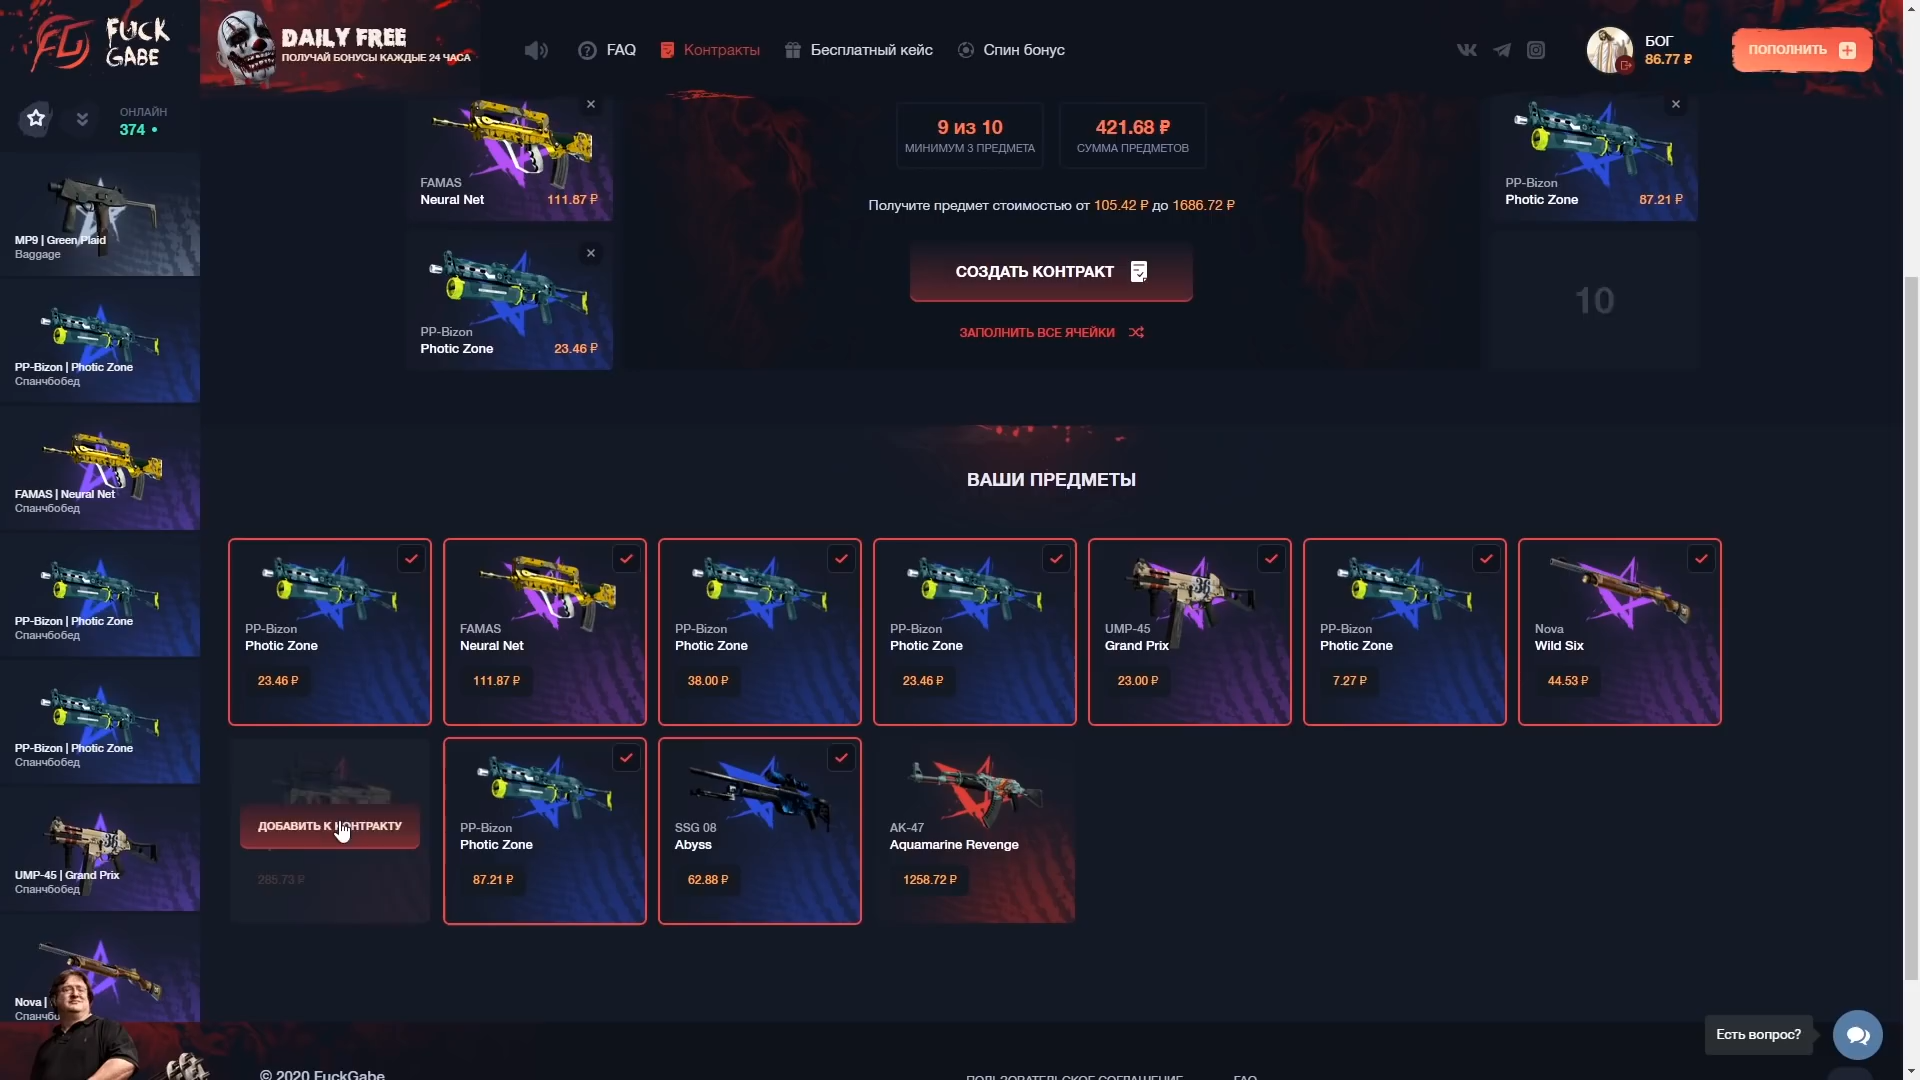 FUCK
GABE
DAILY FREE
ПОЛУЧАЙ БОНУСЫ КАЖДЫЕ 24 ЧАСА
FAQ
Контракты
Бесплатный кейс
Спин бонус
БОГ
86.77 ₽
ПОПОЛНИТЬ
ОНЛАЙН
374
MP9 | Green Plaid
Baggage
PP-Bizon | Photic Zone
Спанчбобед
FAMAS | Neural Net
Спанчбобед
PP-Bizon | Photic Zone
Спанчбобед
PP-Bizon | Photic Zone
Спанчбобед
UMP-45 | Grand Prix
Спанчбобед
Nova |
FAMAS
Neural Net
111.87 ₽
PP-Bizon
Photic Zone
23.46 ₽
9 из 10
МИНИМУМ 3 ПРЕДМЕТА
421.68 ₽
СУММА ПРЕДМЕТОВ
Получите предмет стоимостью от 105.42 ₽ до 1686.72 ₽
СОЗДАТЬ КОНТРАКТ
ЗАПОЛНИТЬ ВСЕ ЯЧЕЙКИ
PP-Bizon
Photic Zone
87.21 ₽
10
ВАШИ ПРЕДМЕТЫ
PP-Bizon
Photic Zone
23.46 ₽
FAMAS
Neural Net
111.87 ₽
PP-Bizon
Photic Zone
38.00 ₽
PP-Bizon
Photic Zone
23.46 ₽
UMP-45
Grand Prix
23.00 ₽
PP-Bizon
Photic Zone
7.27 ₽
Nova
Wild Six
44.53 ₽
ДОБАВИТЬ К КОНТРАКТУ
285.73 ₽
PP-Bizon
Photic Zone
87.21 ₽
SSG 08
Abyss
62.88 ₽
AK-47
Aquamarine Revenge
1258.72 ₽
Есть вопрос?
© 2020 FuckGabe
ПОЛЬЗОВАТЕЛЬСКОЕ СОГЛАШЕНИЕ
FAQ